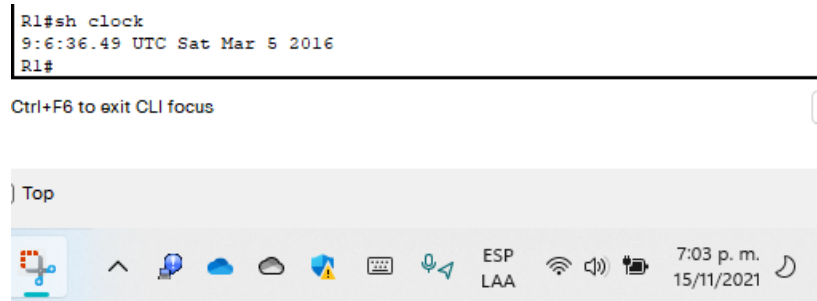 R1#sh clock
9:6:36.49 UTC Sat Mar 5 2016
R1#
Ctrl+F6 to exit CLI focus
Top
ESP
LAA
7:03 p. m.
15/11/2021